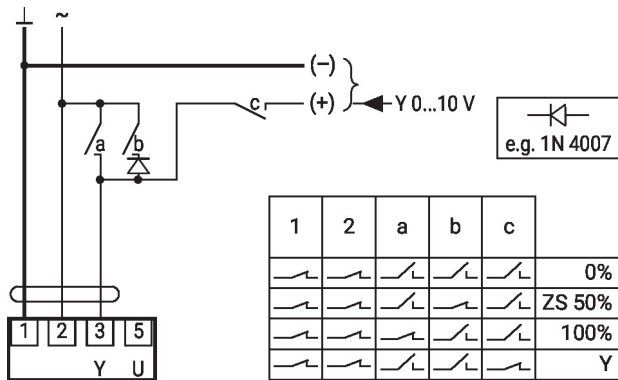 ⊥ ~
(–)
c (+) Y 0...10 V
a b
e.g. 1N 4007
1 2 a b c
0%
ZS 50%
100%
Y
1 2 3 5
Y U